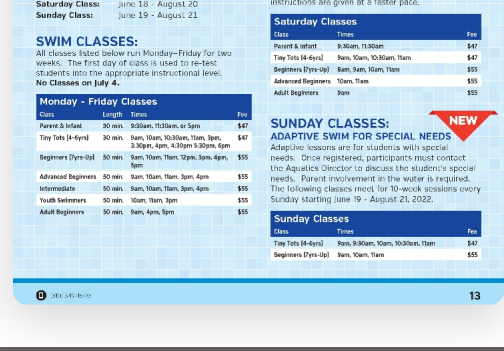 Saturday Class: June 18 - August 20
Sunday Class: June 19 - August 21
SWIM CLASSES:
All classes listed below run Monday–Friday for two
weeks. The first day of class is used to re-test
students into the appropriate instructional level.
No Classes on July 4.
Monday - Friday Classes
Class Length Times Fee
Parent & Infant 30 min. 9:30am, 11:30am, or 5pm $47
Tiny Tots (4-6yrs) 30 min. 9am, 10am, 10:30am, 11am, 3pm, $47
3:30pm, 4pm, 4:30pm 5:30pm, 6pm
Beginners (7yrs-Up) 50 min. 9am, 10am, 11am, 12pm, 3pm, 4pm, $55
5pm
Advanced Beginners 50 min. 9am, 10am, 11am, 3pm, 4pm $55
Intermediate 50 min. 9am, 10am, 11am, 3pm, 4pm $55
Youth Swimmers 50 min. 10am, 11am, 3pm $55
Adult Beginners 50 min. 9am, 4pm, 5pm $55
instructions are given at a faster pace.
Saturday Classes
Class Times Fee
Parent & Infant 9:30am, 11:30am $47
Tiny Tots (4-6yrs) 9am, 10am, 10:30am, 11am $47
Beginners (7yrs-Up) 8am, 9am, 10am, 11am $55
Advanced Beginners 10am, 11am $55
Adult Beginners 9am $55
NEW
SUNDAY CLASSES:
ADAPTIVE SWIM FOR SPECIAL NEEDS
Adaptive lessons are for students with special
needs. Once registered, participants must contact
the Aquatics Director to discuss the student's special
needs. Parent involvement in the water is required.
The following classes meet for 10-week sessions every
Sunday starting June 19 - August 21, 2022.
Sunday Classes
Class Times Fee
Tiny Tots (4-6yrs) 9am, 9:30am, 10am, 10:30am, 11am $47
Beginners (7yrs-Up) 9am, 10am, 11am $55
13